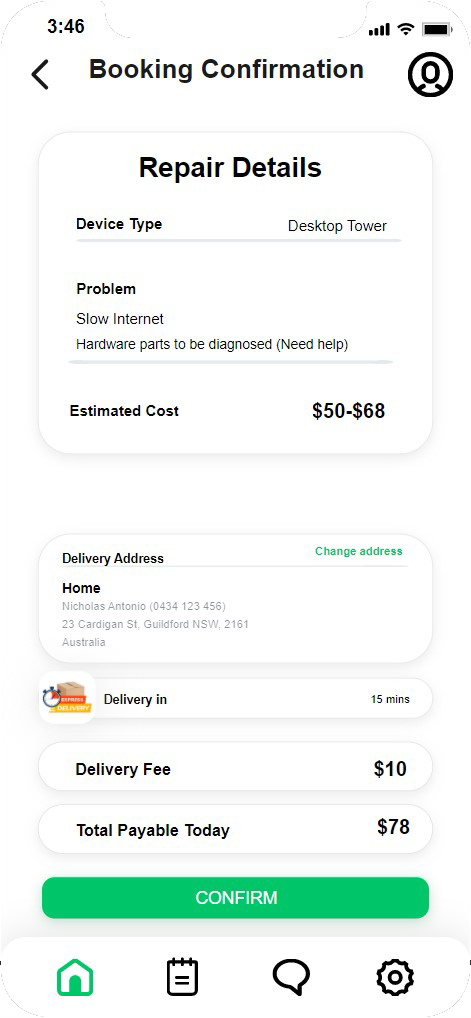 3:46
Booking Confirmation
Repair Details
Device Type Desktop Tower
Problem
Slow Internet
Hardware parts to be diagnosed (Need help)
Estimated Cost $50-$68
Delivery Address Change address
Home
Nicholas Antonio (0434 123 456)
23 Cardigan St, Guildford NSW, 2161
Australia
EXPRESS
DELIVERY
Delivery in 15 mins
Delivery Fee $10
Total Payable Today $78
CONFIRM